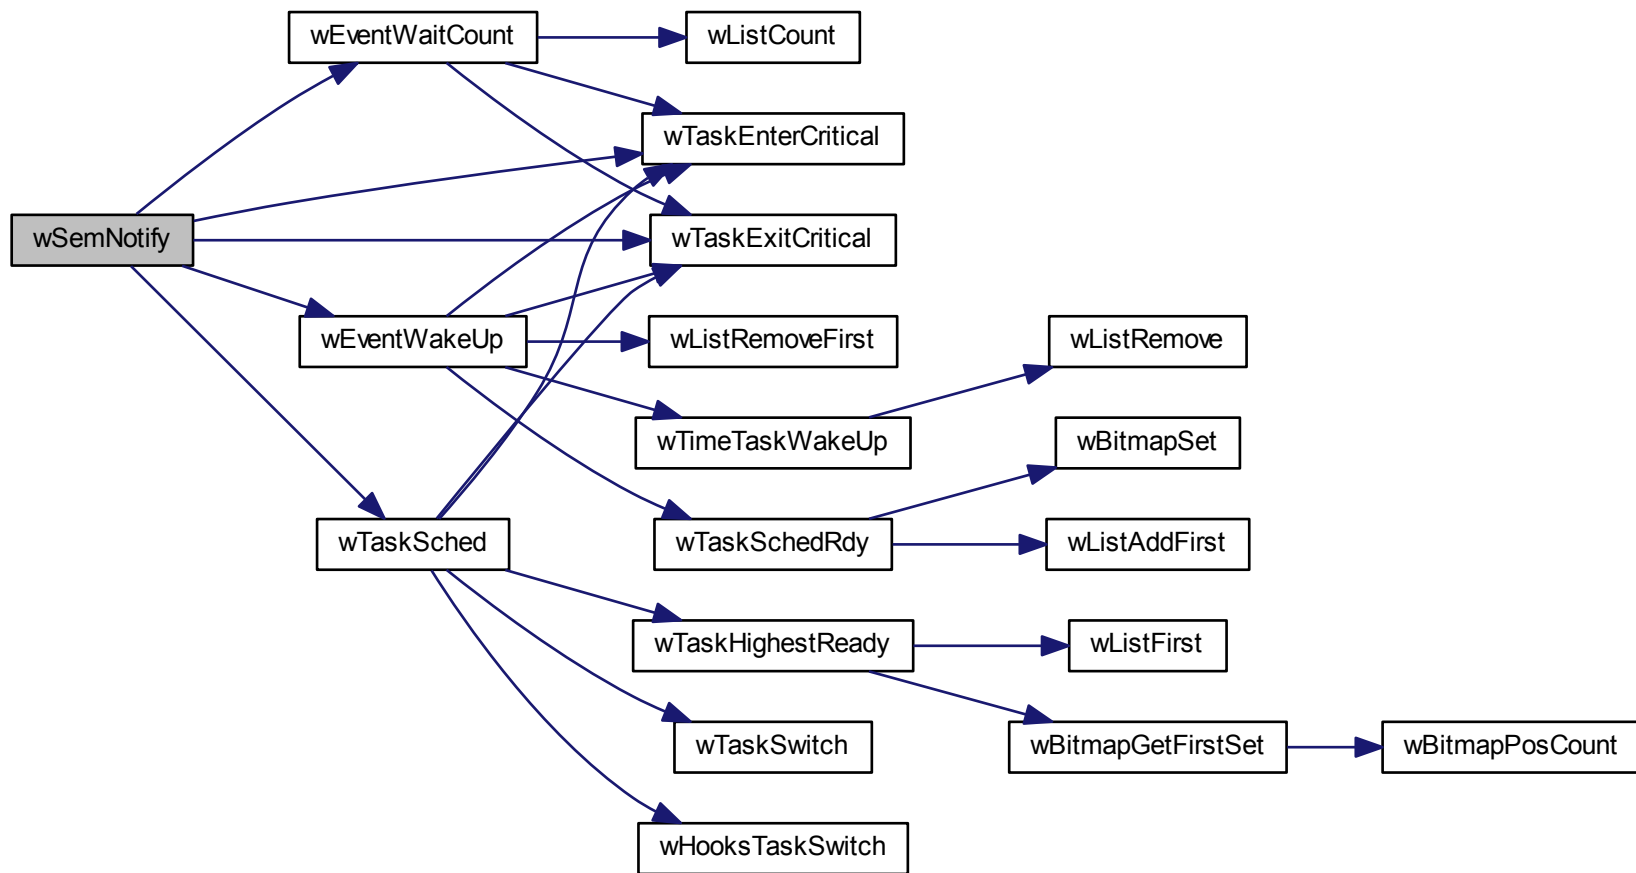 wEventWaitCount
wListCount
wTaskEnterCritical
wSemNotify
wTaskExitCritical
wEventWakeUp
wListRemoveFirst
wListRemove
wTimeTaskWakeUp
wBitmapSet
wTaskSched
wTaskSchedRdy
wListAddFirst
wTaskHighestReady
wListFirst
wTaskSwitch
wBitmapGetFirstSet
wBitmapPosCount
wHooksTaskSwitch